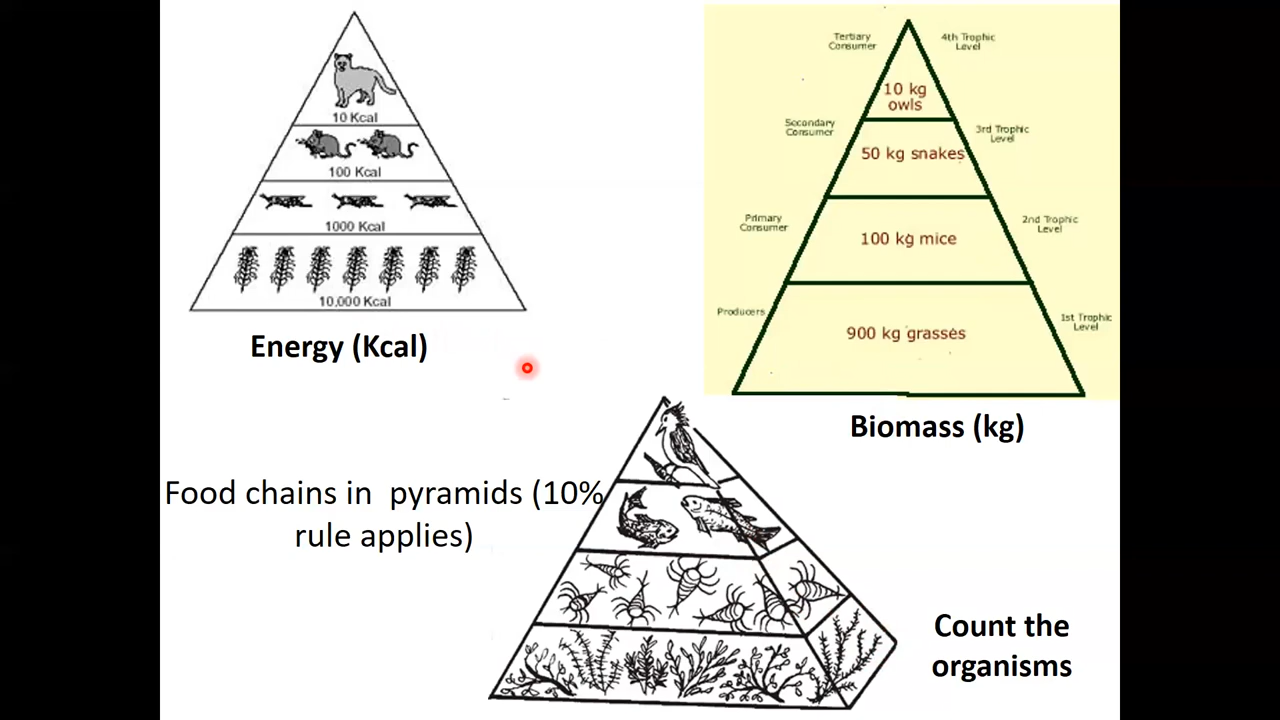 10 Kcal
100 Kcal
1000 Kcal
10,000 Kcal
Energy (Kcal)
Tertiary
Consumer
4th Trophic
Level
10 kg
owls
Secondary
Consumer
3rd Trophic
Level
50 kg snakes
Primary
Consumer
2nd Trophic
Level
100 kg mice
Producers
1st Trophic
Level
900 kg grasses
Biomass (kg)
Food chains in pyramids (10%
rule applies)
Count the
organisms